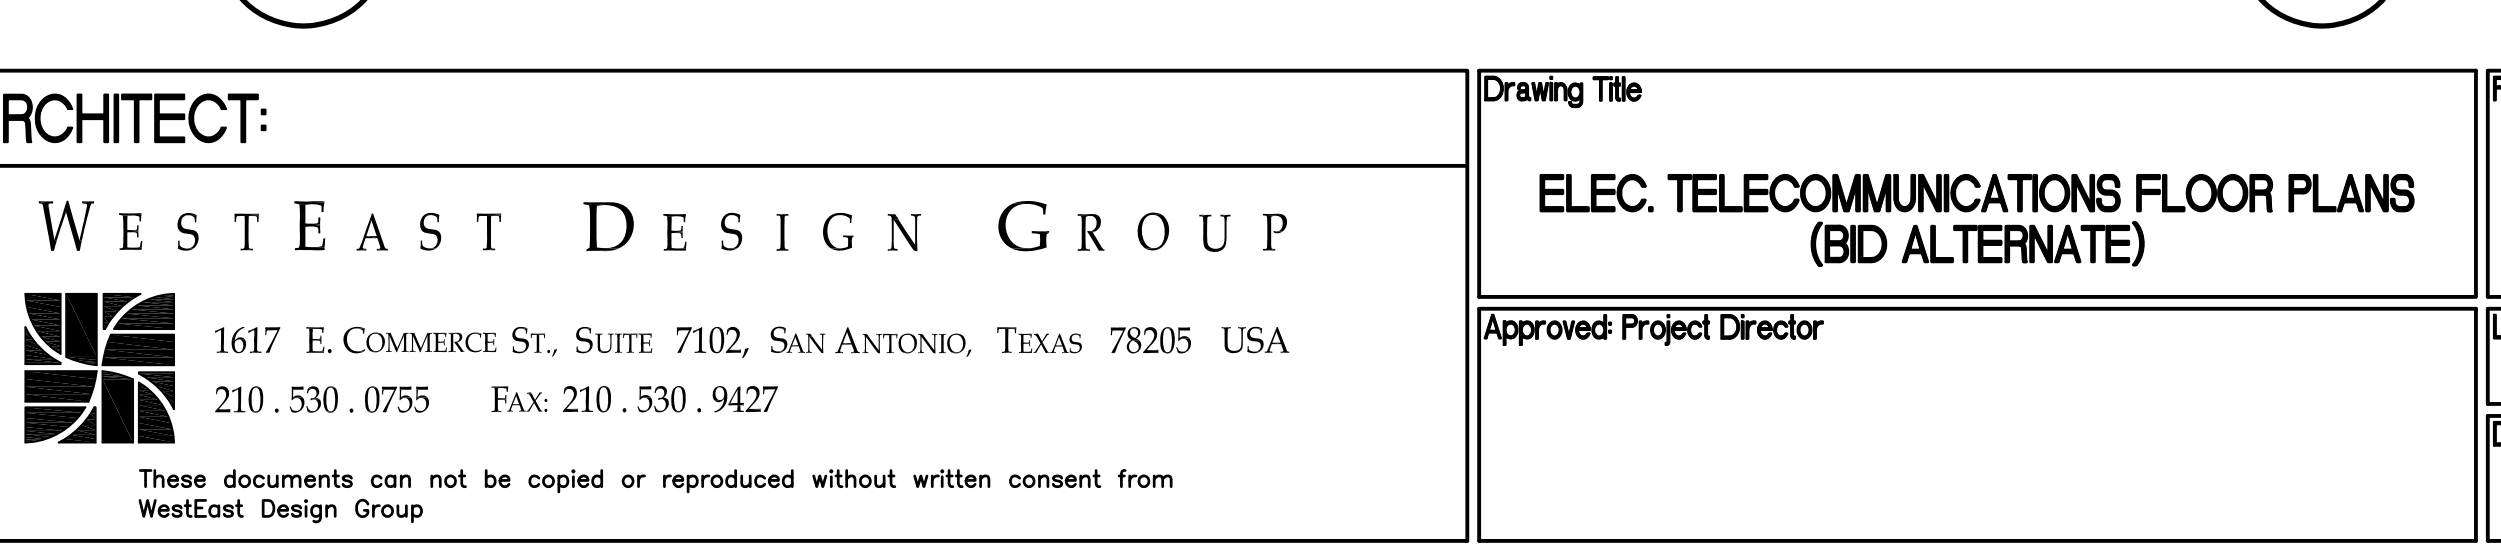 RCHITECT:
WESTEAST DESIGN GROUP
1617 E. COMMERCE ST., SUITE 7102, SAN ANTONIO, TEXAS 78205 USA
210.530.0755 FAX: 210.530.9427
These documents can not be copied or reproduced without written consent from
WestEast Design Group
Drawing Title
ELEC. TELECOMMUNICATIONS FLOOR PLANS
(BID ALTERNATE)
Approved: Project Director